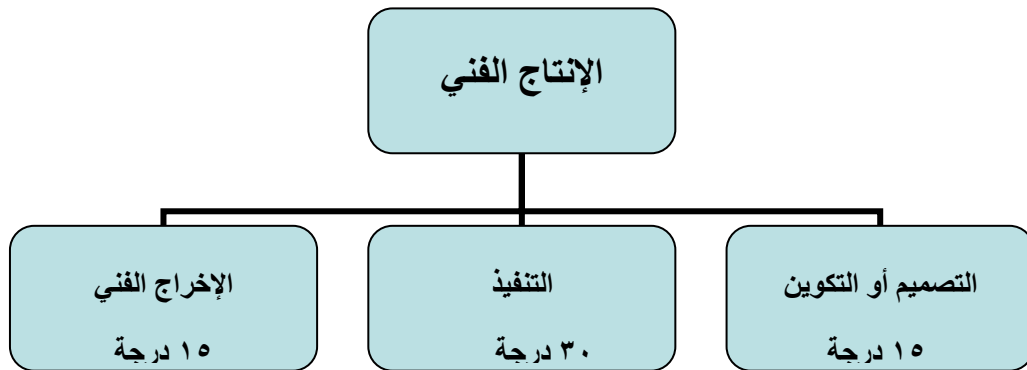 الإنتاج الفني
التصميم أو التكوين
١٥ درجة
التنفيذ
٣٠ درجة
الإخراج الفني
١٥ درجة